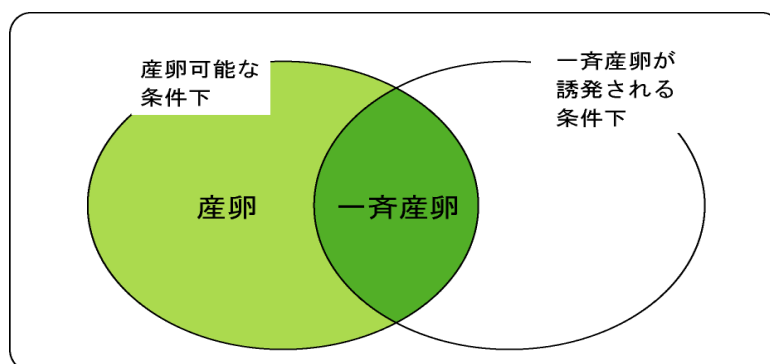 産卵可能な
条件下
一斉産卵が
誘発される
条件下
産卵
一斉産卵